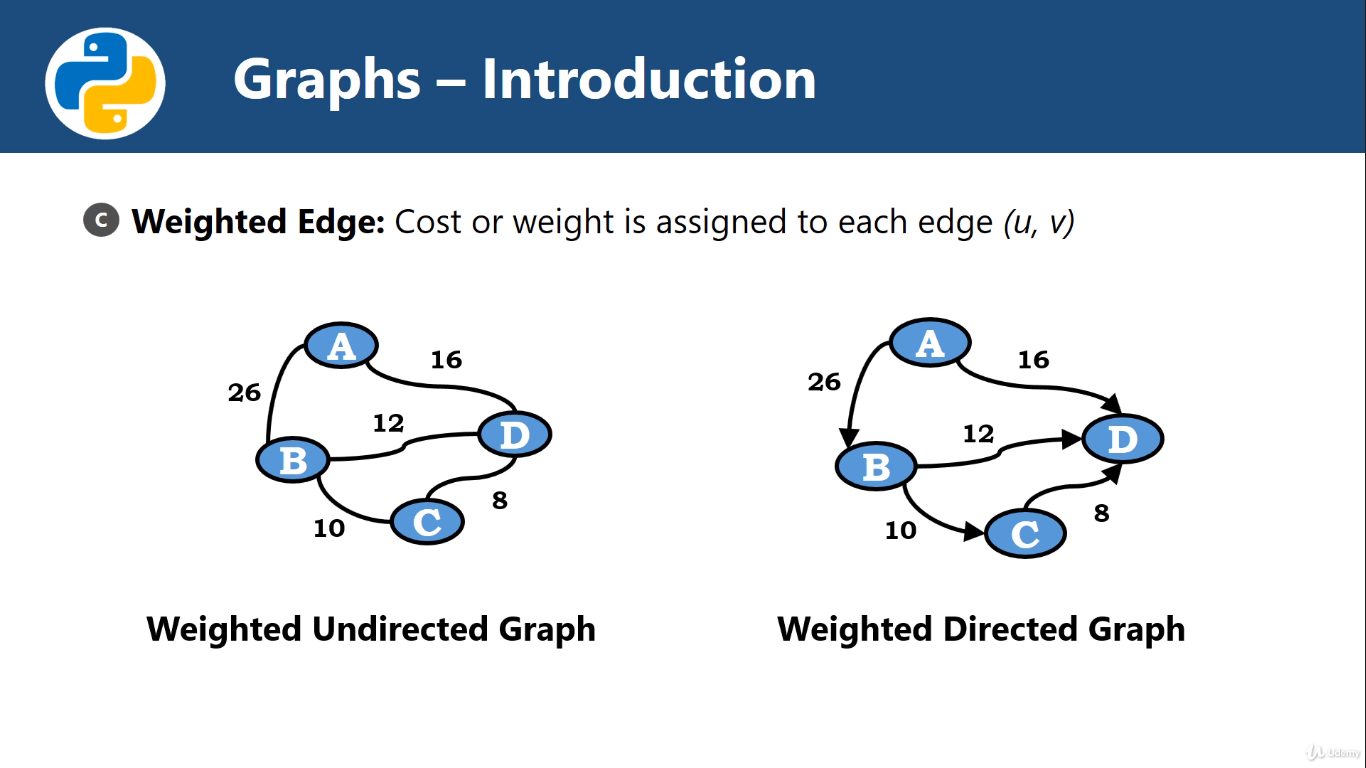 Graphs – Introduction
C Weighted Edge: Cost or weight is assigned to each edge (u, v)
A
16
26
12
D
B
8
C
10
Weighted Undirected Graph
A
16
26
12
D
B
8
10
C
Weighted Directed Graph
Udemy